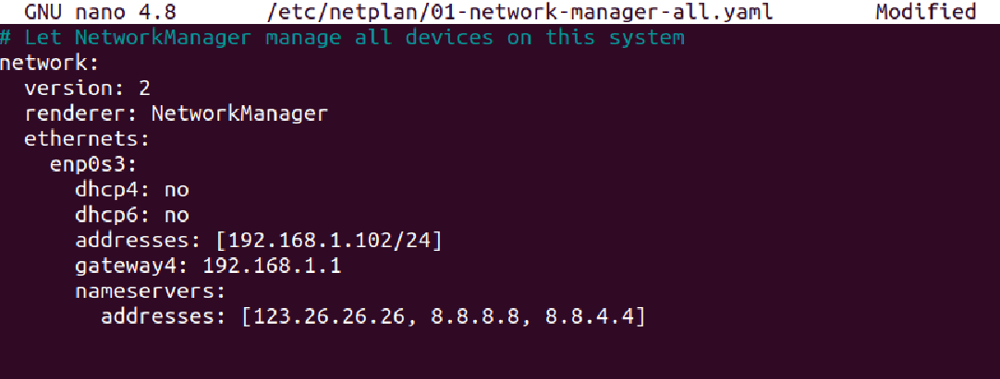 GNU nano 4.8 /etc/netplan/01-network-manager-all.yaml Modified
# Let NetworkManager manage all devices on this system
network:
  version: 2
  renderer: NetworkManager
  ethernets:
    enp0s3:
      dhcp4: no
      dhcp6: no
      addresses: [192.168.1.102/24]
      gateway4: 192.168.1.1
      nameservers:
        addresses: [123.26.26.26, 8.8.8.8, 8.8.4.4]